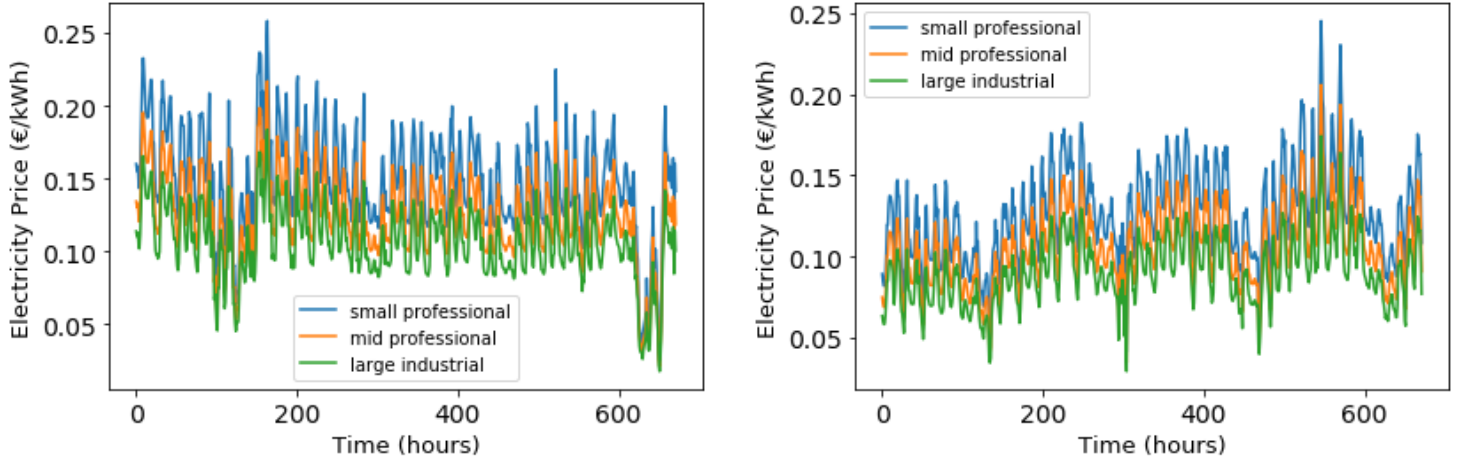 Electricity Price (€/kWh)
0.25
0.20
0.15
0.10
0.05
small professional
mid professional
large industrial
0 200 400 600
Time (hours)
Electricity Price (€/kWh)
0.25
0.20
0.15
0.10
0.05
small professional
mid professional
large industrial
0 200 400 600
Time (hours)